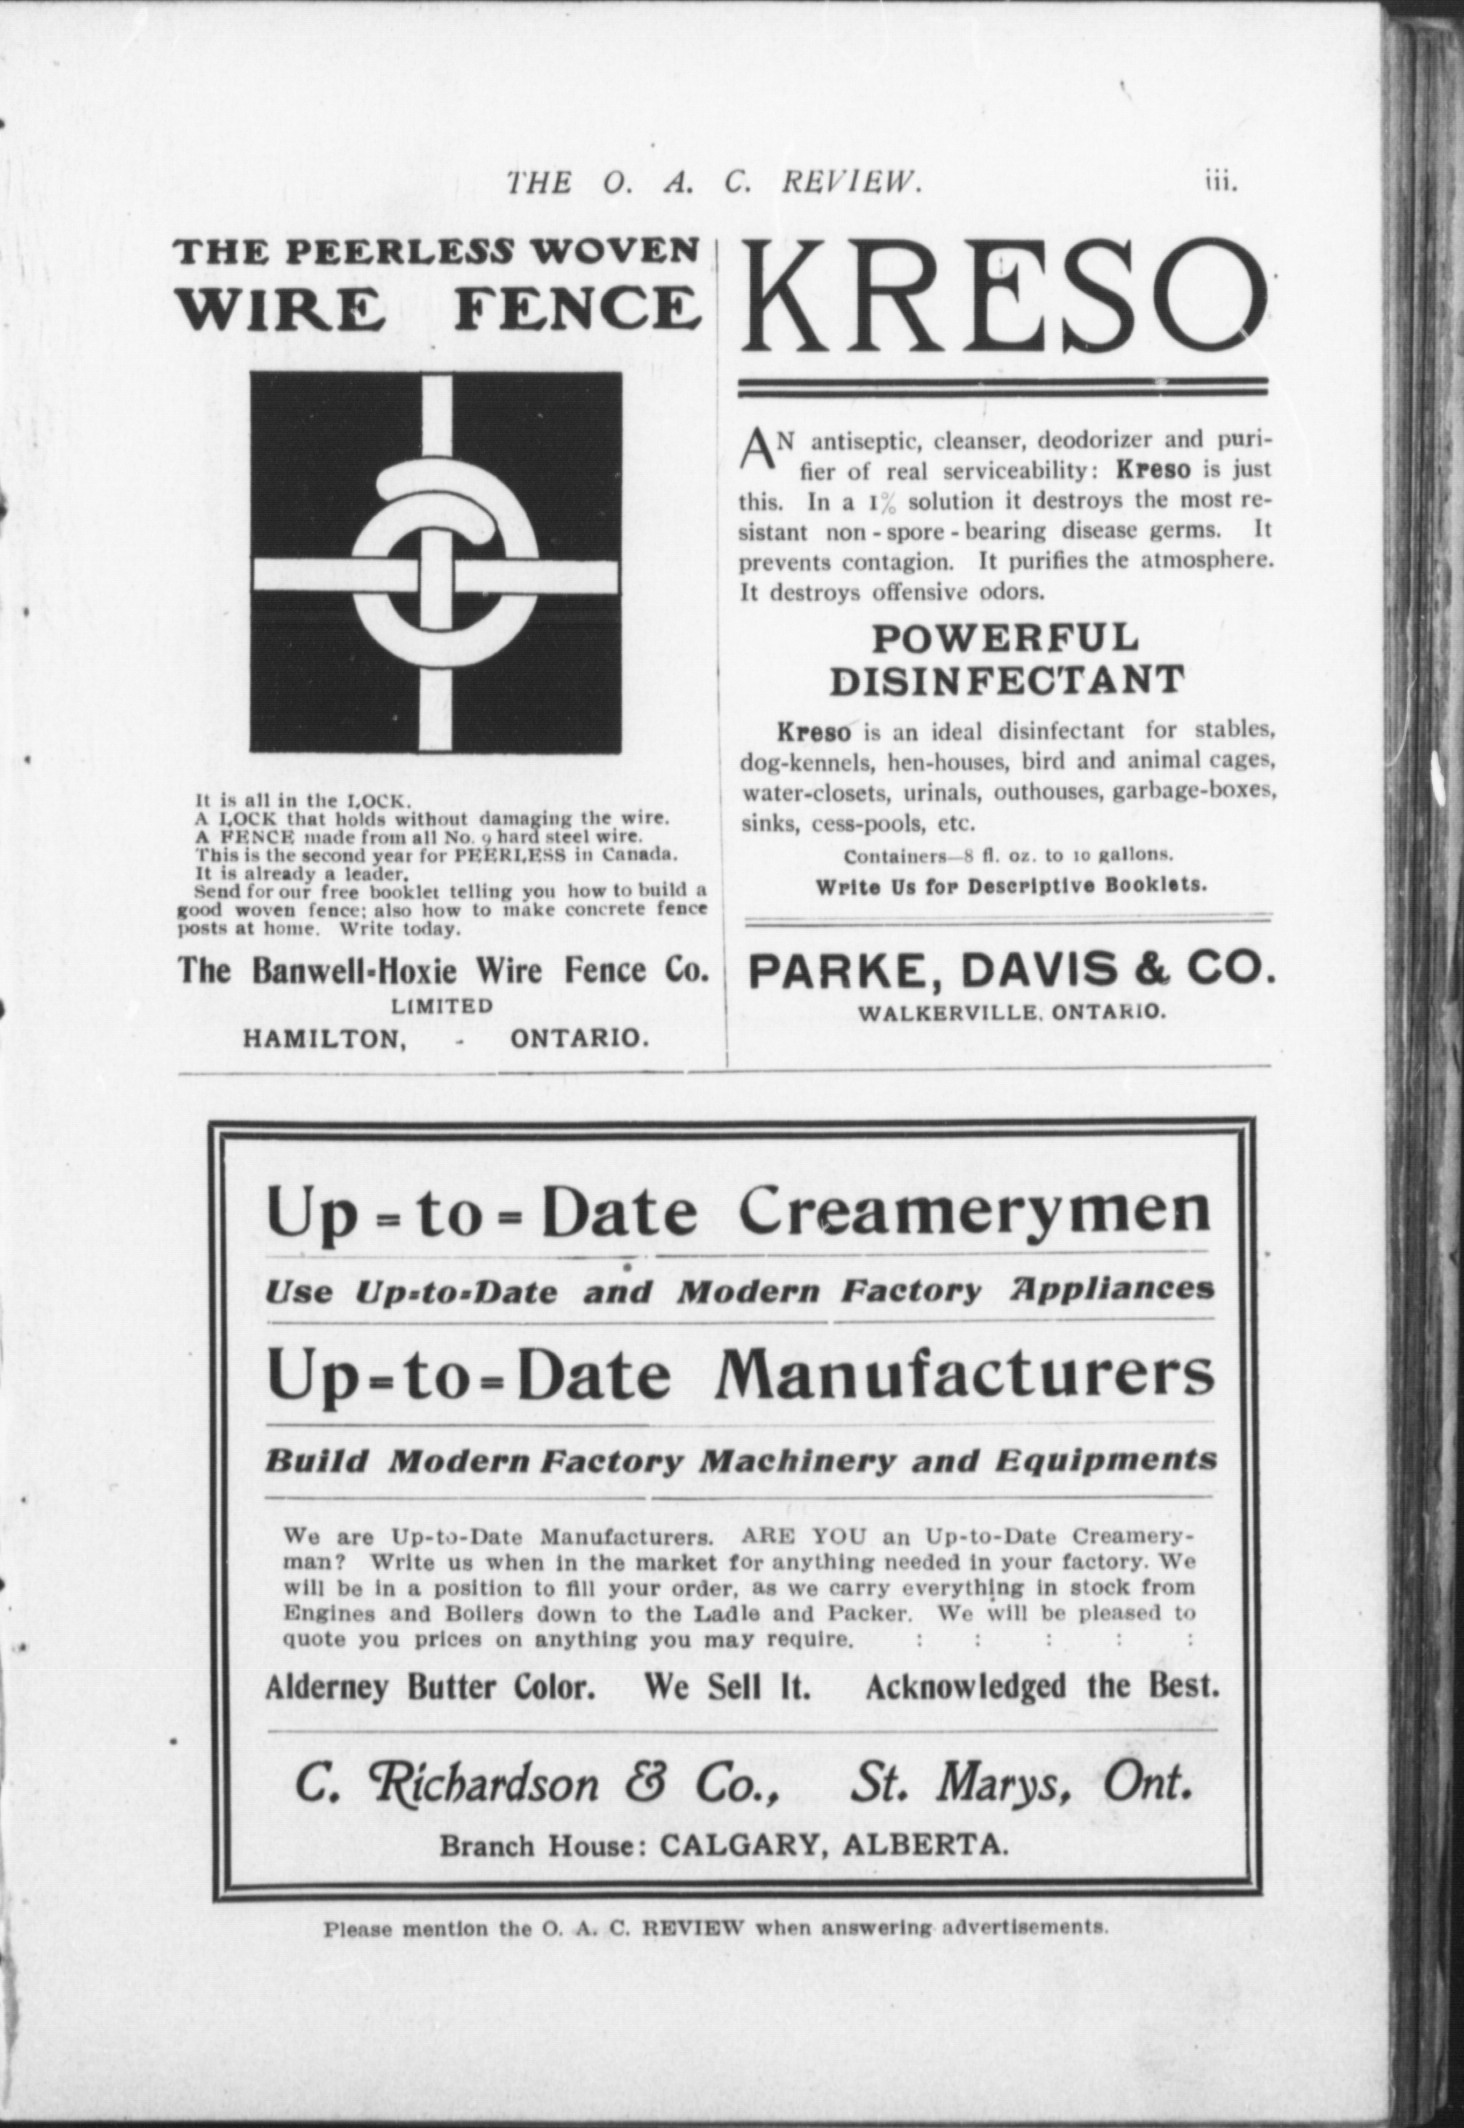 THE O. A. C. REVIEW. iii.
THE PEERLESS WOVEN
WIRE FENCE
It is all in the LOCK.
A LOCK that holds without damaging the wire.
A FENCE made from all No. 9 hard steel wire.
This is the second year for PEERLESS in Canada.
It is already a leader.
Send for our free booklet telling you how to build a
good woven fence; also how to make concrete fence
posts at home. Write today.
The Banwell-Hoxie Wire Fence Co.
LIMITED
HAMILTON, - ONTARIO.
KRESO
AN antiseptic, cleanser, deodorizer and puri-
fier of real serviceability: Kreso is just
this. In a 1% solution it destroys the most re-
sistant non-spore-bearing disease germs. It
prevents contagion. It purifies the atmosphere.
It destroys offensive odors.
POWERFUL
DISINFECTANT
Kreso is an ideal disinfectant for stables,
dog-kennels, hen-houses, bird and animal cages,
water-closets, urinals, outhouses, garbage-boxes,
sinks, cess-pools, etc.
Containers—8 fl. oz. to 10 gallons.
Write Us for Descriptive Booklets.
PARKE, DAVIS & CO.
WALKERVILLE, ONTARIO.
Up-to-Date Creamerymen
Use Up-to-Date and Modern Factory Appliances
Up-to-Date Manufacturers
Build Modern Factory Machinery and Equipments
We are Up-to-Date Manufacturers. ARE YOU an Up-to-Date Creamery-
man? Write us when in the market for anything needed in your factory. We
will be in a position to fill your order, as we carry everything in stock from
Engines and Boilers down to the Ladle and Packer. We will be pleased to
quote you prices on anything you may require. : : : : :
Alderney Butter Color. We Sell It. Acknowledged the Best.
C. Richardson & Co., St. Marys, Ont.
Branch House: CALGARY, ALBERTA.
Please mention the O. A. C. REVIEW when answering advertisements.